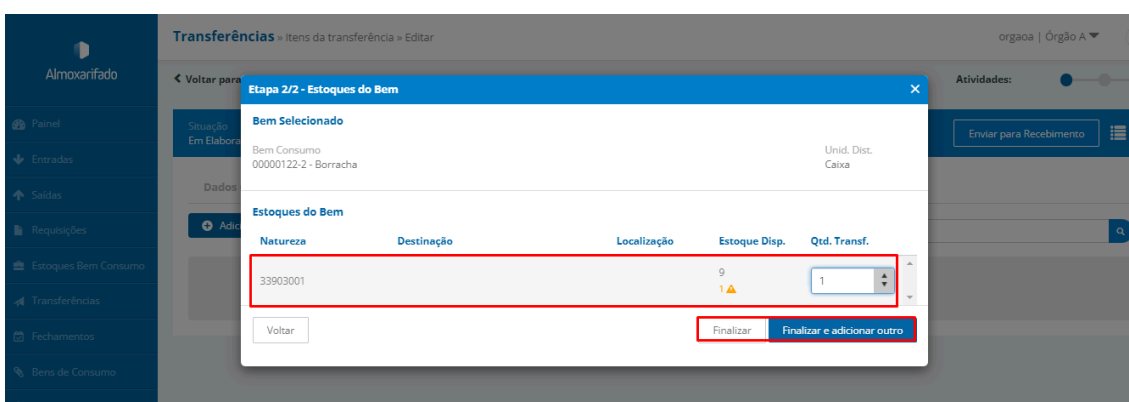 Transferências » Itens da transferência » Editar
orgaoa | Órgão A
Almoxarifado
Voltar para
Atividades:
Etapa 2/2 - Estoques do Bem
×
Painel
Situação
Em Elabora
Bem Selecionado
Enviar para Recebimento
Bem Consumo
00000122-2 - Borracha
Unid. Dist.
Caixa
Entradas
Saídas
Dados
Estoques do Bem
Requisições
Adic
Natureza Destinação Localização Estoque Disp. Qtd. Transf.
Estoques Bem Consumo
33903001 9 1
1
Transferências
Fechamentos
Voltar Finalizar Finalizar e adicionar outro
Bens de Consumo